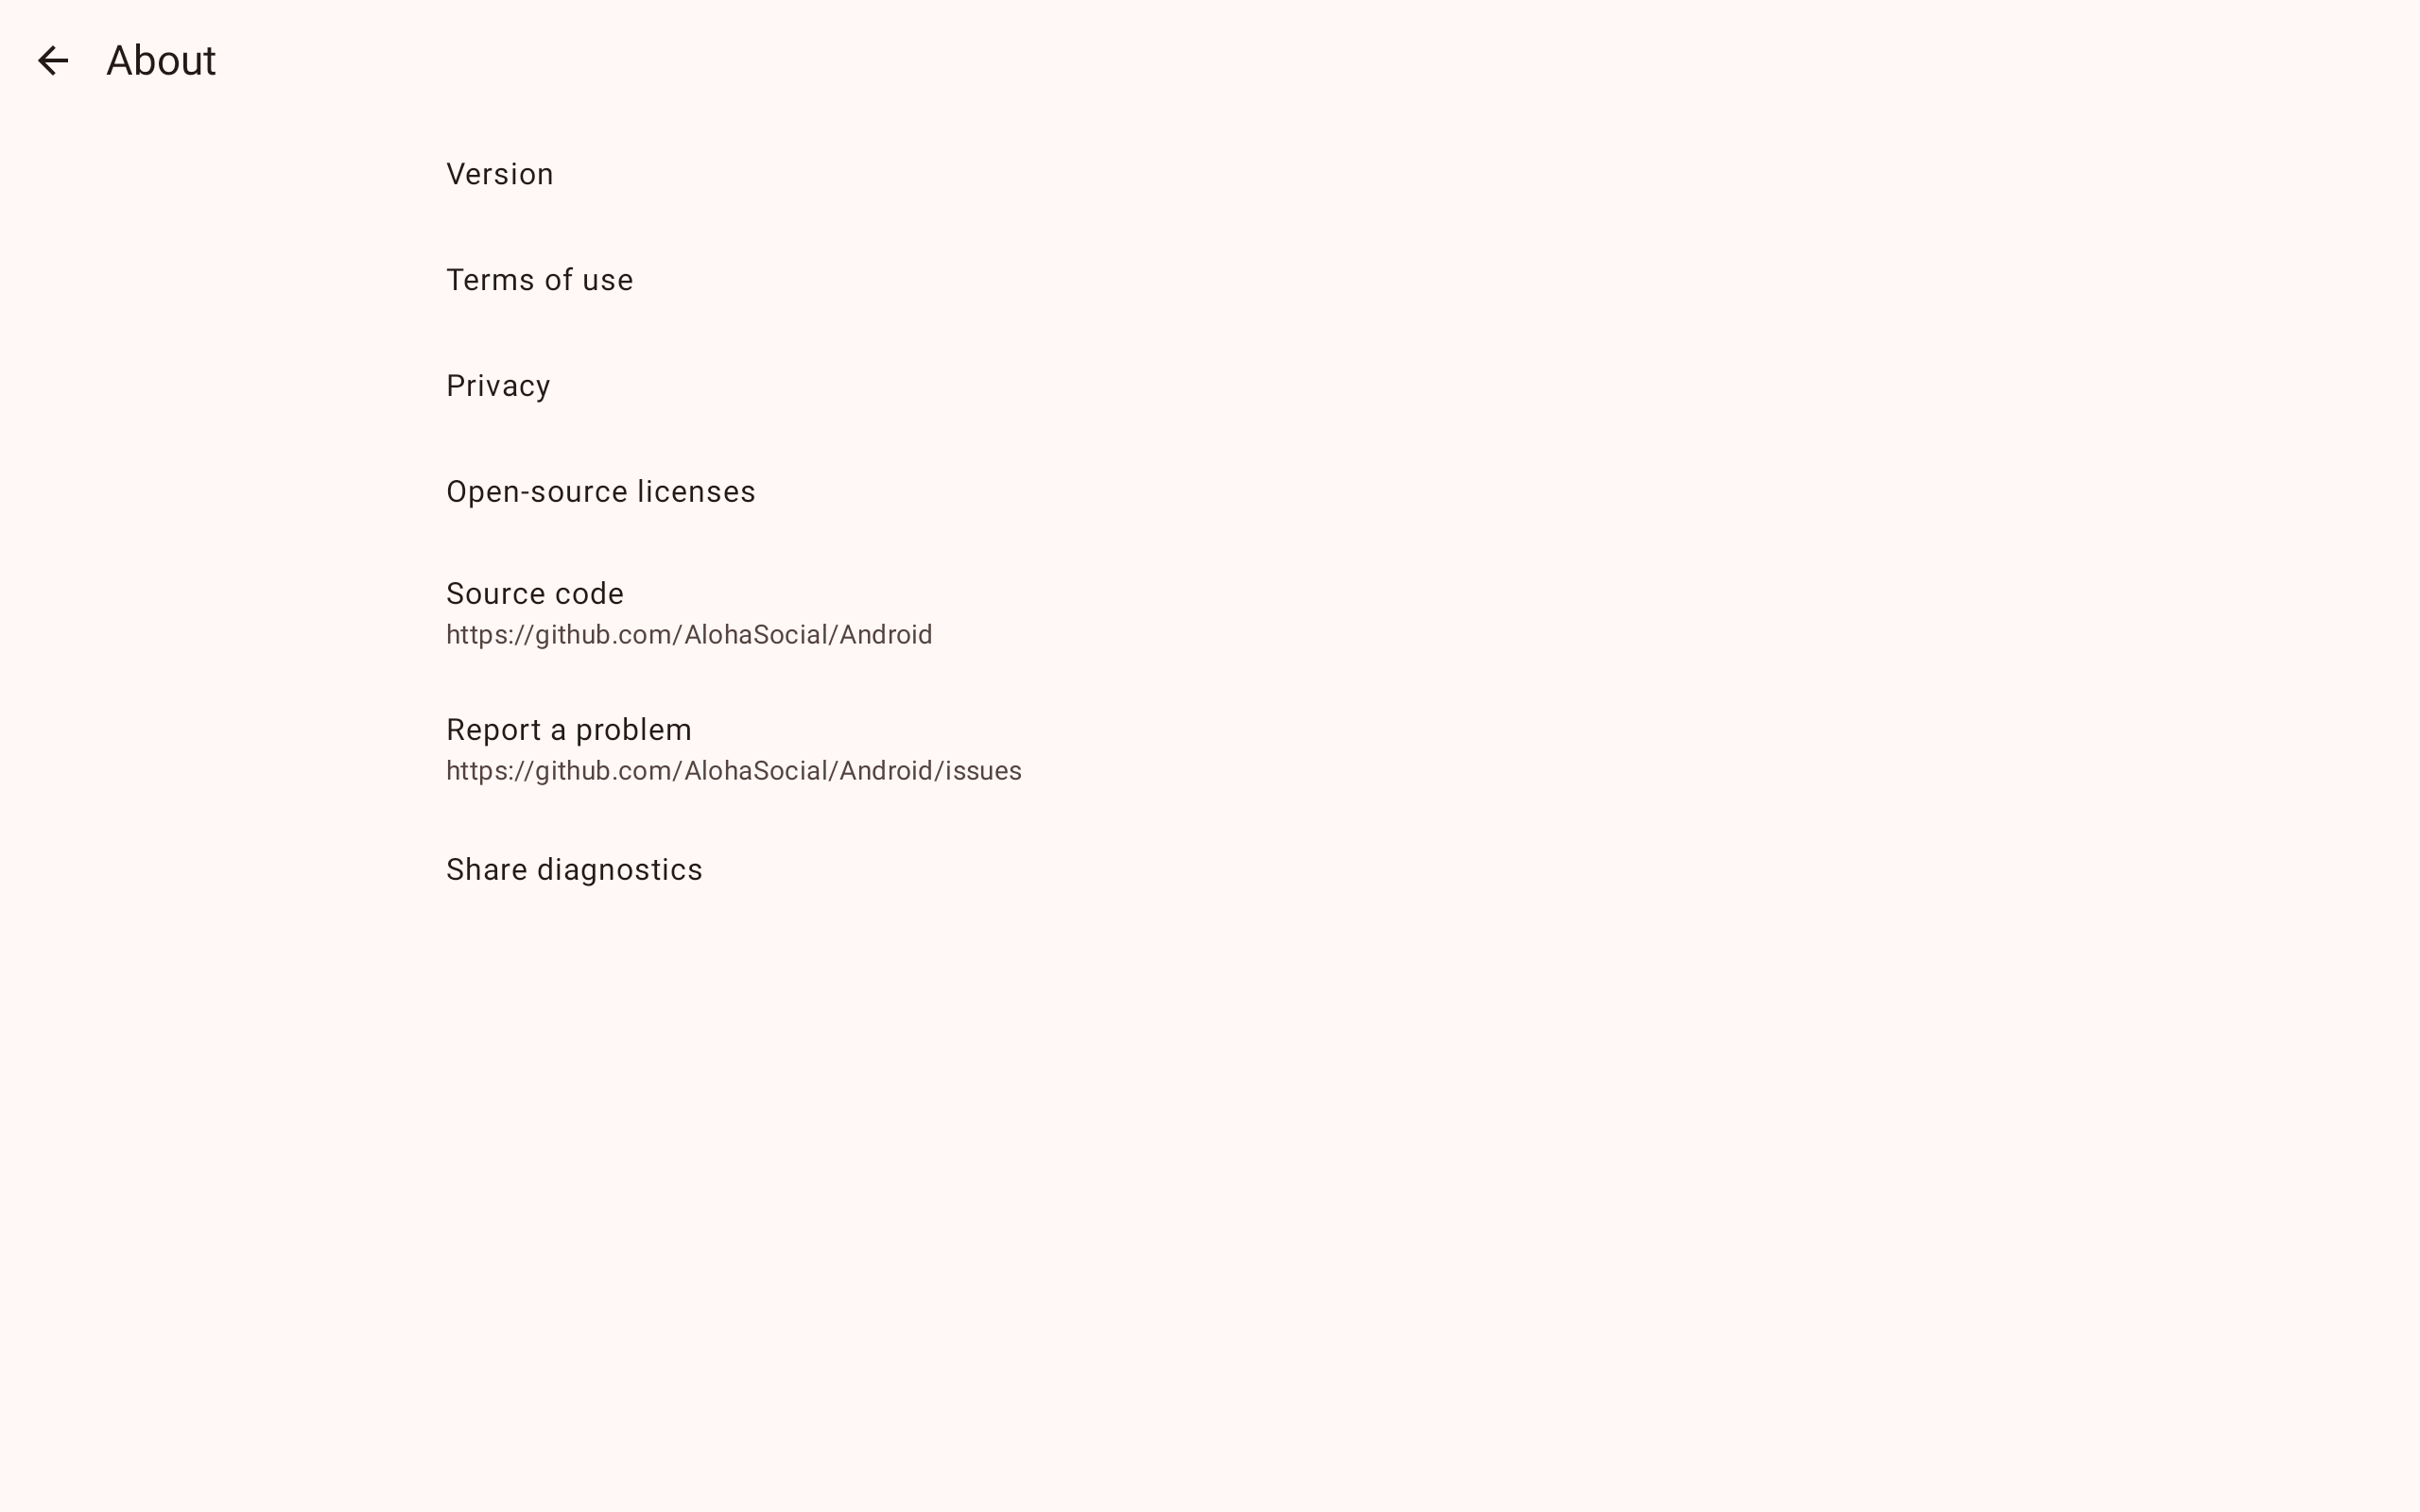 About
Version
Terms of use
Privacy
Open-source licenses
Source code
https://github.com/AlohaSocial/Android
Report a problem
https://github.com/AlohaSocial/Android/issues
Share diagnostics